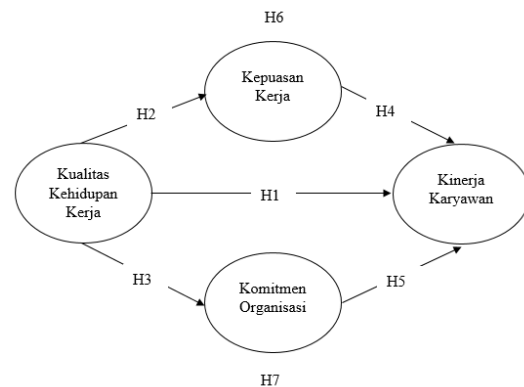 H6
Kepuasan
Kerja
H2
H4
Kualitas
Kehidupan
Kerja
H1
Kinerja
Karyawan
H3
Komitmen
Organisasi
H5
H7